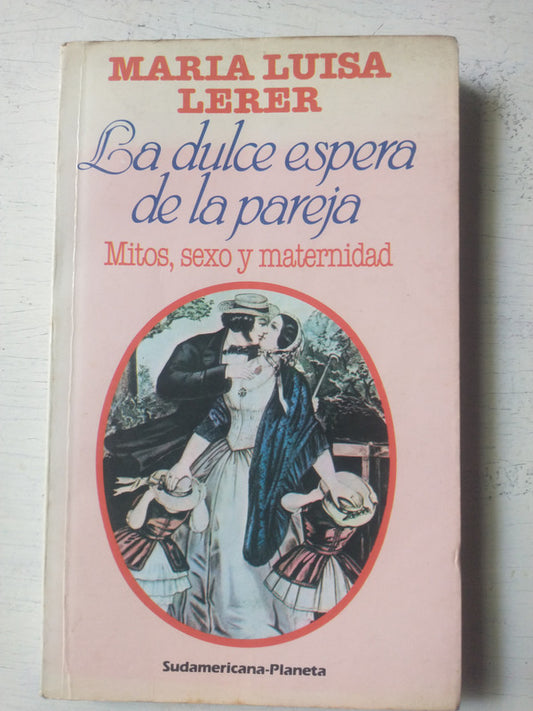 MARIA LUISA
LERER
La dulce espera
de la pareja
Mitos, sexo y maternidad
Sudamericana-Planeta